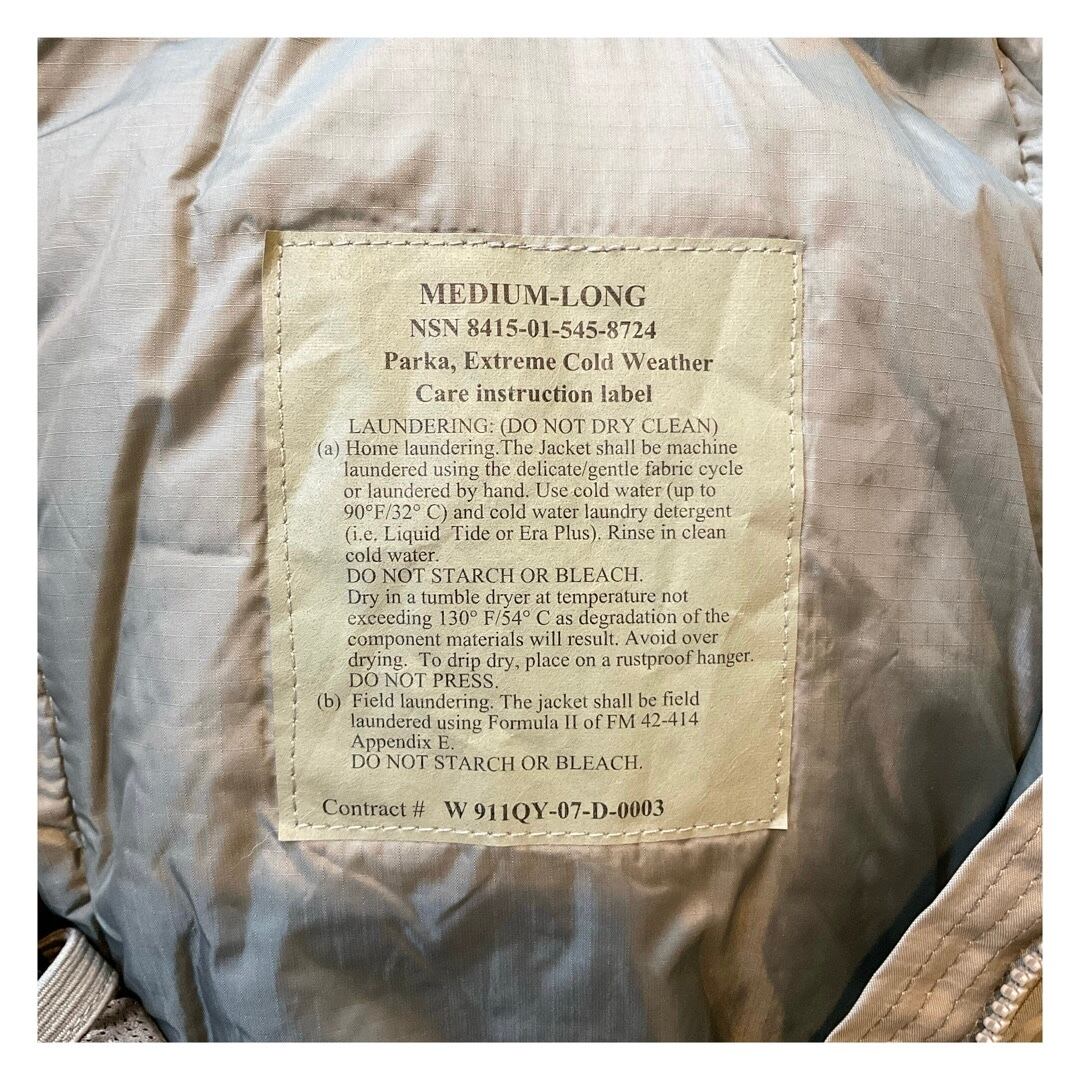 MEDIUM-LONG
NSN 8415-01-545-8724
Parka, Extreme Cold Weather
Care instruction label
LAUNDERING: (DO NOT DRY CLEAN)
(a) Home laundering.The Jacket shall be machine
laundered using the delicate/gentle fabric cycle
or laundered by hand. Use cold water (up to
90°F/32° C) and cold water laundry detergent
(i.e. Liquid Tide or Era Plus). Rinse in clean
cold water.
DO NOT STARCH OR BLEACH.
Dry in a tumble dryer at temperature not
exceeding 130° F/54° C as degradation of the
component materials will result. Avoid over
drying. To drip dry, place on a rustproof hanger.
DO NOT PRESS.
(b) Field laundering. The jacket shall be field
laundered using Formula II of FM 42-414
Appendix E.
DO NOT STARCH OR BLEACH.
Contract # W 911QY-07-D-0003